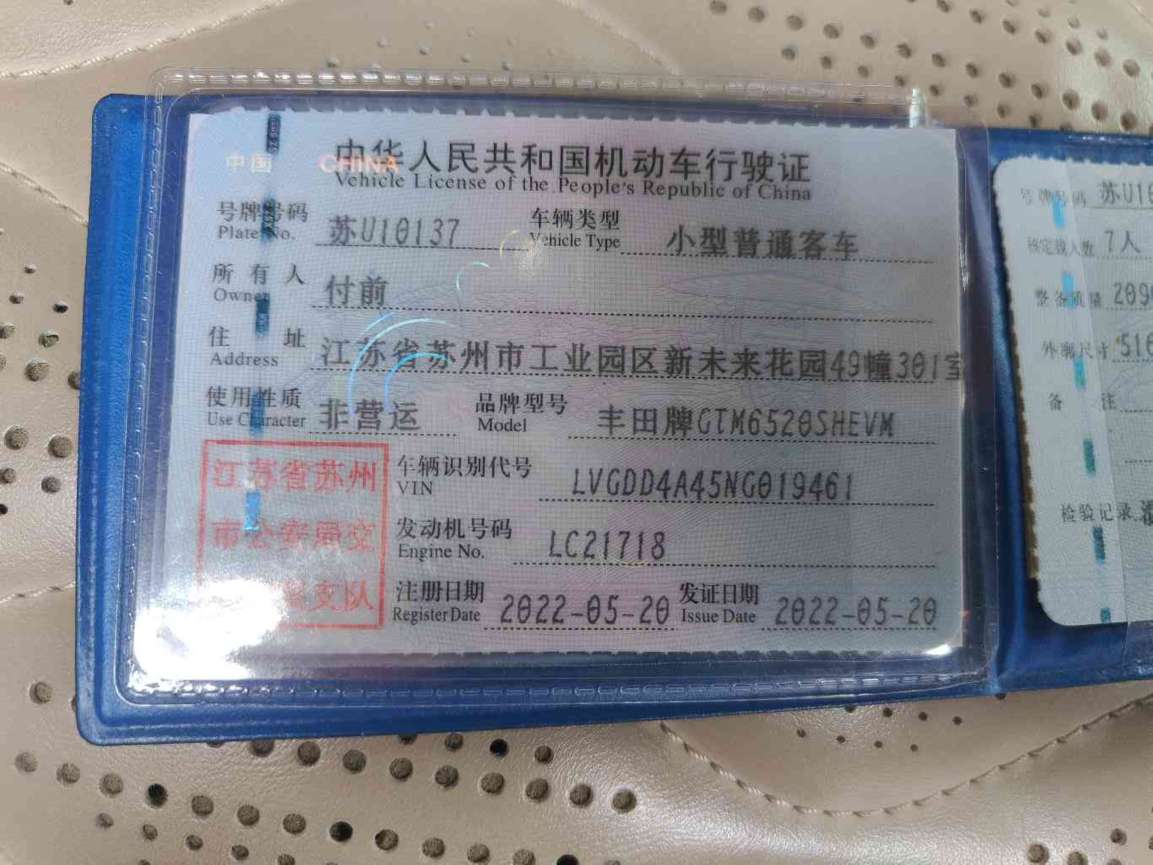 中国 CHINA
中华人民共和国机动车行驶证
Vehicle License of the People's Republic of China
号牌号码 苏U10137 车辆类型 小型普通客车
Plate No. Vehicle Type
所有人 付前
Owner
住址 江苏省苏州市工业园区新未来花园49幢301室
Address
使用性质 非营运 品牌型号 丰田牌GTM6520SHEVM
Use Character Model
江苏省苏州
市公安局交
支队
车辆识别代号 LVGDD4A45NG019461
VIN
发动机号码 LC21718
Engine No.
注册日期 2022-05-20 发证日期 2022-05-20
Register Date Issue Date
号牌号码 苏U10
核定载人数 7人
整备质量 209
外廓尺寸 516
备注
检验记录